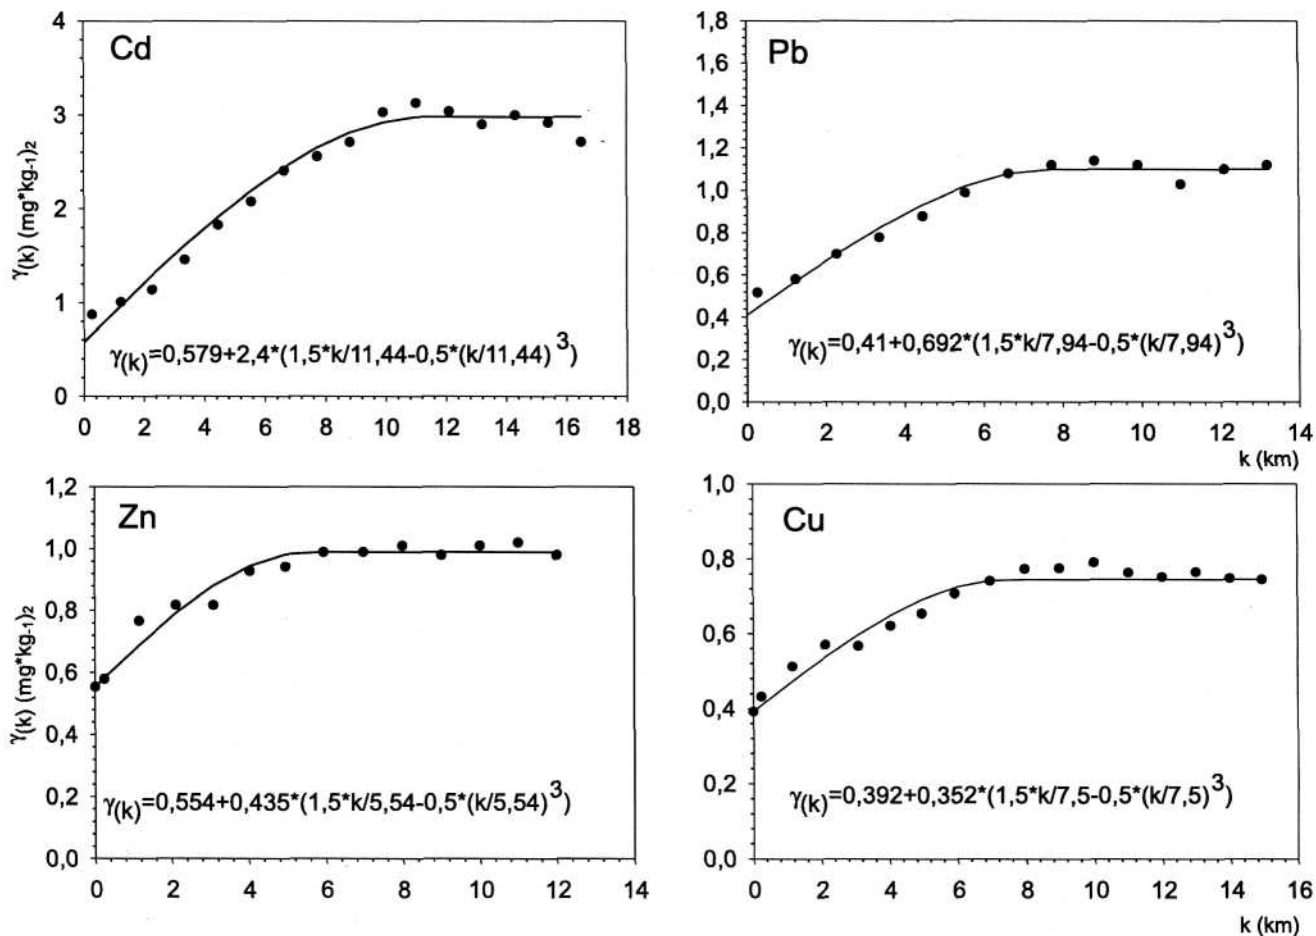 Cd
γ(k) (mg*kg-1)2
4
3
2
1
0
γ(k)=0,579+2,4*(1,5*k/11,44-0,5*(k/11,44)3)
0 2 4 6 8 10 12 14 16 18
Pb
1,8
1,6
1,4
1,2
1,0
0,8
0,6
0,4
0,2
0,0
γ(k)=0,41+0,692*(1,5*k/7,94-0,5*(k/7,94)3)
0 2 4 6 8 10 12 14
k (km)
Zn
γ(k) (mg*kg-1)2
1,2
1,0
0,8
0,6
0,4
0,2
0,0
γ(k)=0,554+0,435*(1,5*k/5,54-0,5*(k/5,54)3)
0 2 4 6 8 10 12 14
Cu
1,0
0,8
0,6
0,4
0,2
0,0
γ(k)=0,392+0,352*(1,5*k/7,5-0,5*(k/7,5)3)
0 2 4 6 8 10 12 14 16
k (km)